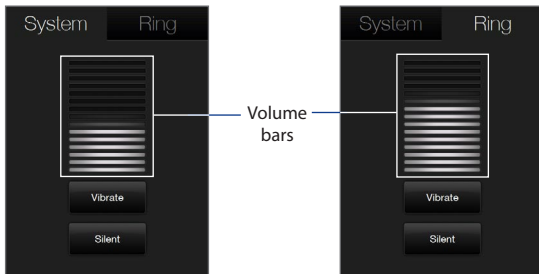 System Ring
Vibrate
Silent
Volume
bars
System Ring
Vibrate
Silent